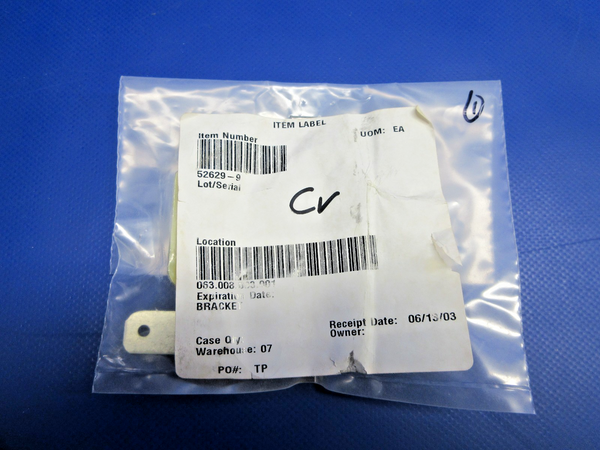 ITEM LABEL
Item Number
UOM: EA
52629-9
Lot/Serial
CV
Location
Expiration Date:
BRACKET
Receipt Date: 06/13/03
Owner:
Case Qty
Warehouse: 07
PO#: TP